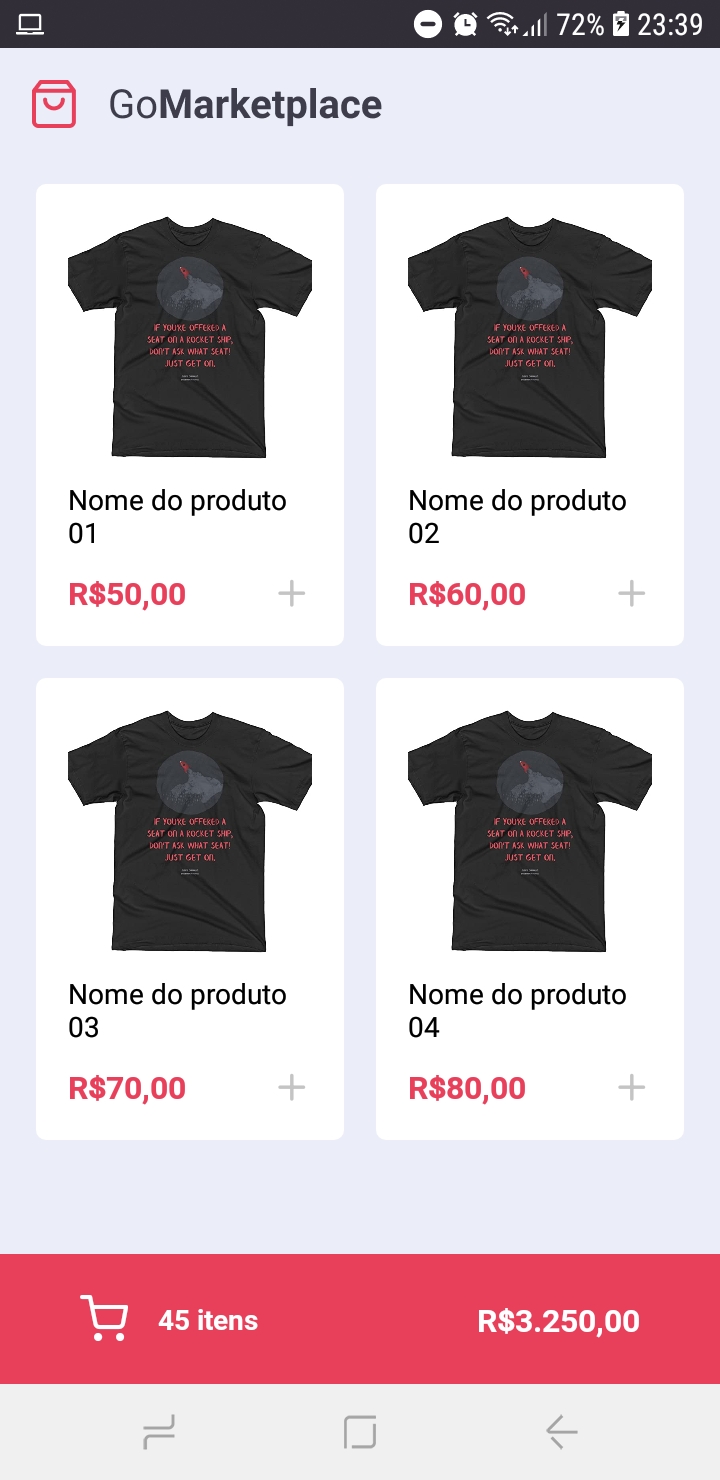 72% 23:39
GoMarketplace
IF YOU'RE OFFERED A
SEAT ON A ROCKET SHIP,
DON'T ASK WHAT SEAT!
JUST GET ON.
IF YOU'RE OFFERED A
SEAT ON A ROCKET SHIP,
DON'T ASK WHAT SEAT!
JUST GET ON.
Nome do produto
01
Nome do produto
02
R$50,00
R$60,00
IF YOU'RE OFFERED A
SEAT ON A ROCKET SHIP,
DON'T ASK WHAT SEAT!
JUST GET ON.
IF YOU'RE OFFERED A
SEAT ON A ROCKET SHIP,
DON'T ASK WHAT SEAT!
JUST GET ON.
Nome do produto
03
Nome do produto
04
R$70,00
R$80,00
45 itens
R$3.250,00